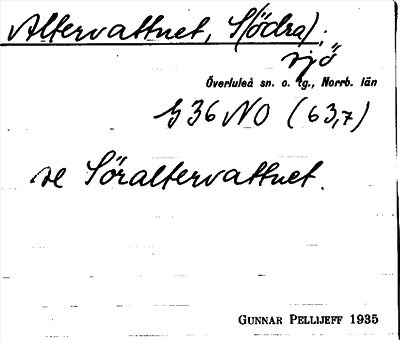 Altervattnet, S(ödra);
sjö
Överluleå sn. o. tg., Norrb. län
G 36 NO (63,7)
se Söraltervattnet.
GUNNAR PELLIJEFF 1935